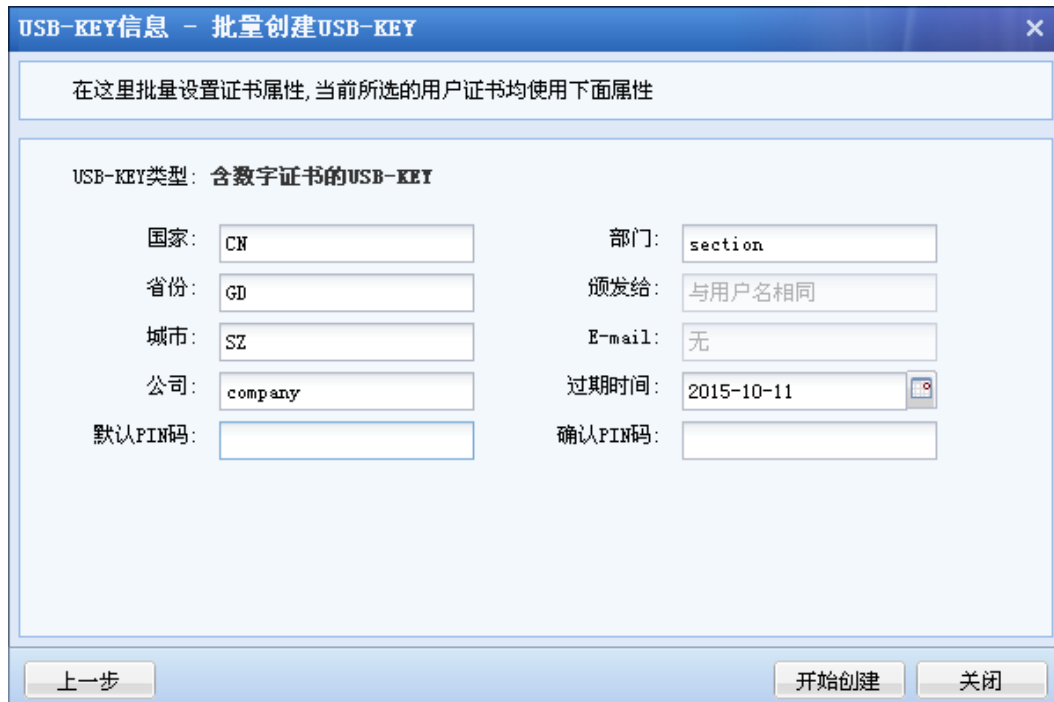 USB-KEY信息 - 批量创建USB-KEY
在这里批量设置证书属性,当前所选的用户证书均使用下面属性
USB-KEY类型: 含数字证书的USB-KEY
国家: CN 部门: section
省份: GD 颁发给: 与用户名相同
城市: SZ E-mail: 无
公司: company 过期时间: 2015-10-11
默认PIN码: 确认PIN码:
上一步 开始创建 关闭